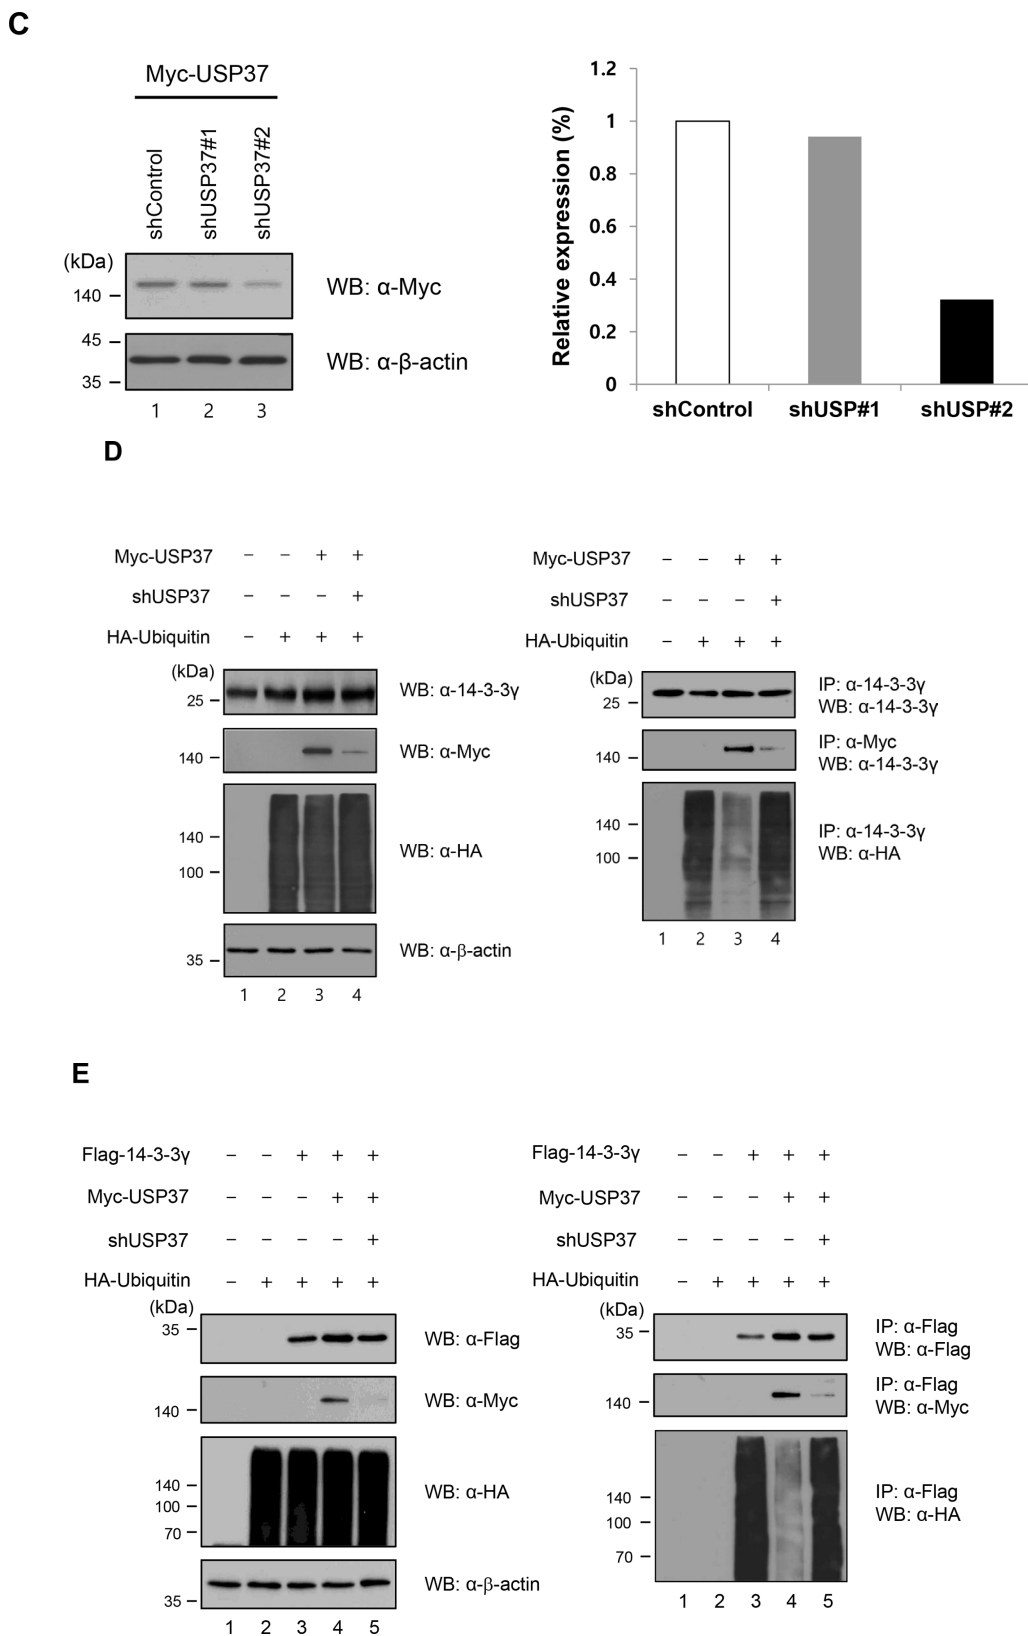 C
Myc-USP37
shControl
shUSP37#1
shUSP37#2
(kDa)
140
WB: α-Myc
45
35
WB: α-β-actin
1 2 3
Relative expression (%)
1.2
1
0.8
0.6
0.4
0.2
0
shControl shUSP#1 shUSP#2
D
Myc-USP37 − − + +
shUSP37 − − − +
HA-Ubiquitin − + + +
(kDa)
25
WB: α-14-3-3γ
140
WB: α-Myc
140
100
WB: α-HA
35
WB: α-β-actin
1 2 3 4
Myc-USP37 − − + +
shUSP37 − − − +
HA-Ubiquitin − + + +
(kDa)
25
IP: α-14-3-3γ
WB: α-14-3-3γ
140
IP: α-Myc
WB: α-14-3-3γ
140
100
IP: α-14-3-3γ
WB: α-HA
1 2 3 4
E
Flag-14-3-3γ − − + + +
Myc-USP37 − − − + +
shUSP37 − − − − +
HA-Ubiquitin − + + + +
(kDa)
35
WB: α-Flag
140
WB: α-Myc
140
100
70
WB: α-HA
35
WB: α-β-actin
1 2 3 4 5
Flag-14-3-3γ − − + + +
Myc-USP37 − − − + +
shUSP37 − − − − +
HA-Ubiquitin − + + + +
(kDa)
35
IP: α-Flag
WB: α-Flag
140
IP: α-Flag
WB: α-Myc
140
100
70
IP: α-Flag
WB: α-HA
1 2 3 4 5